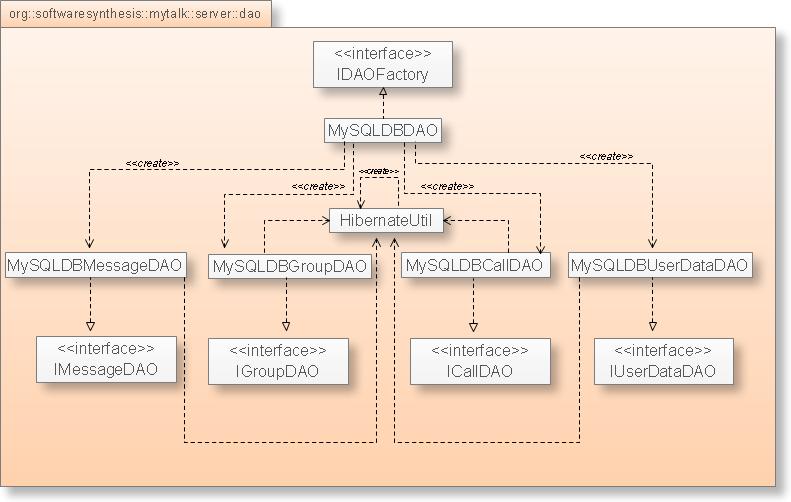 org::softwaresynthesis::mytalk::server::dao
<<interface>>
IDAOFactory
MySQLDBDAO
<<create>>
<<create>>
<<create>>
<<create>>
<<create>>
HibernateUtil
MySQLDBMessageDAO
MySQLDBGroupDAO
MySQLDBCallDAO
MySQLDBUserDataDAO
<<interface>>
IMessageDAO
<<interface>>
IGroupDAO
<<interface>>
ICallDAO
<<interface>>
IUserDataDAO